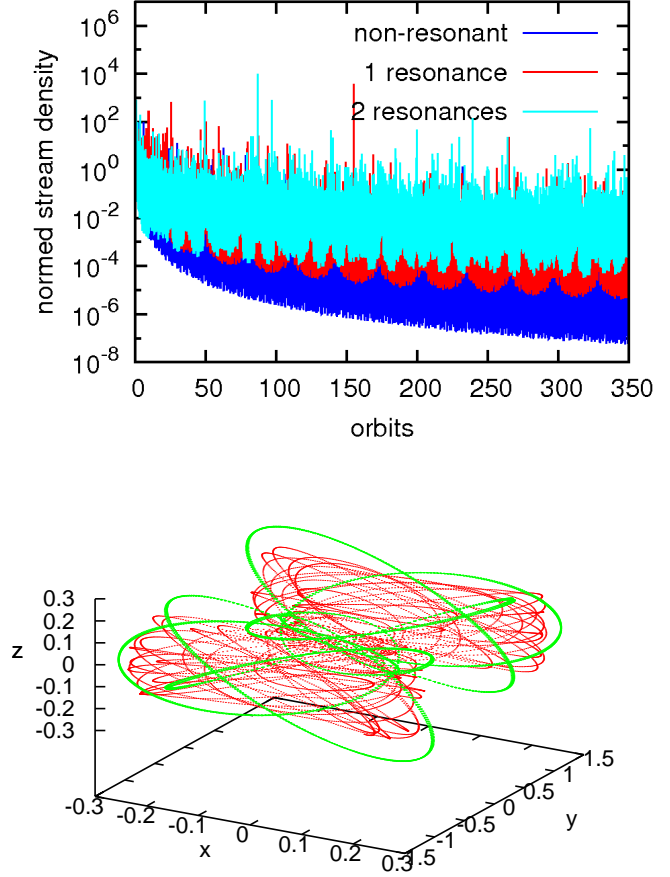 10^6
10^4
10^2
10^0
10^-2
10^-4
10^-6
10^-8
normed stream density
non-resonant
1 resonance
2 resonances
0 50 100 150 200 250 300 350
orbits
0.3
0.2
0.1
0
-0.1
-0.2
-0.3
z
-0.3 -0.2 -0.1 0 0.1 0.2 0.3
x
-1.5 -1 -0.5 0 0.5 1 1.5
y